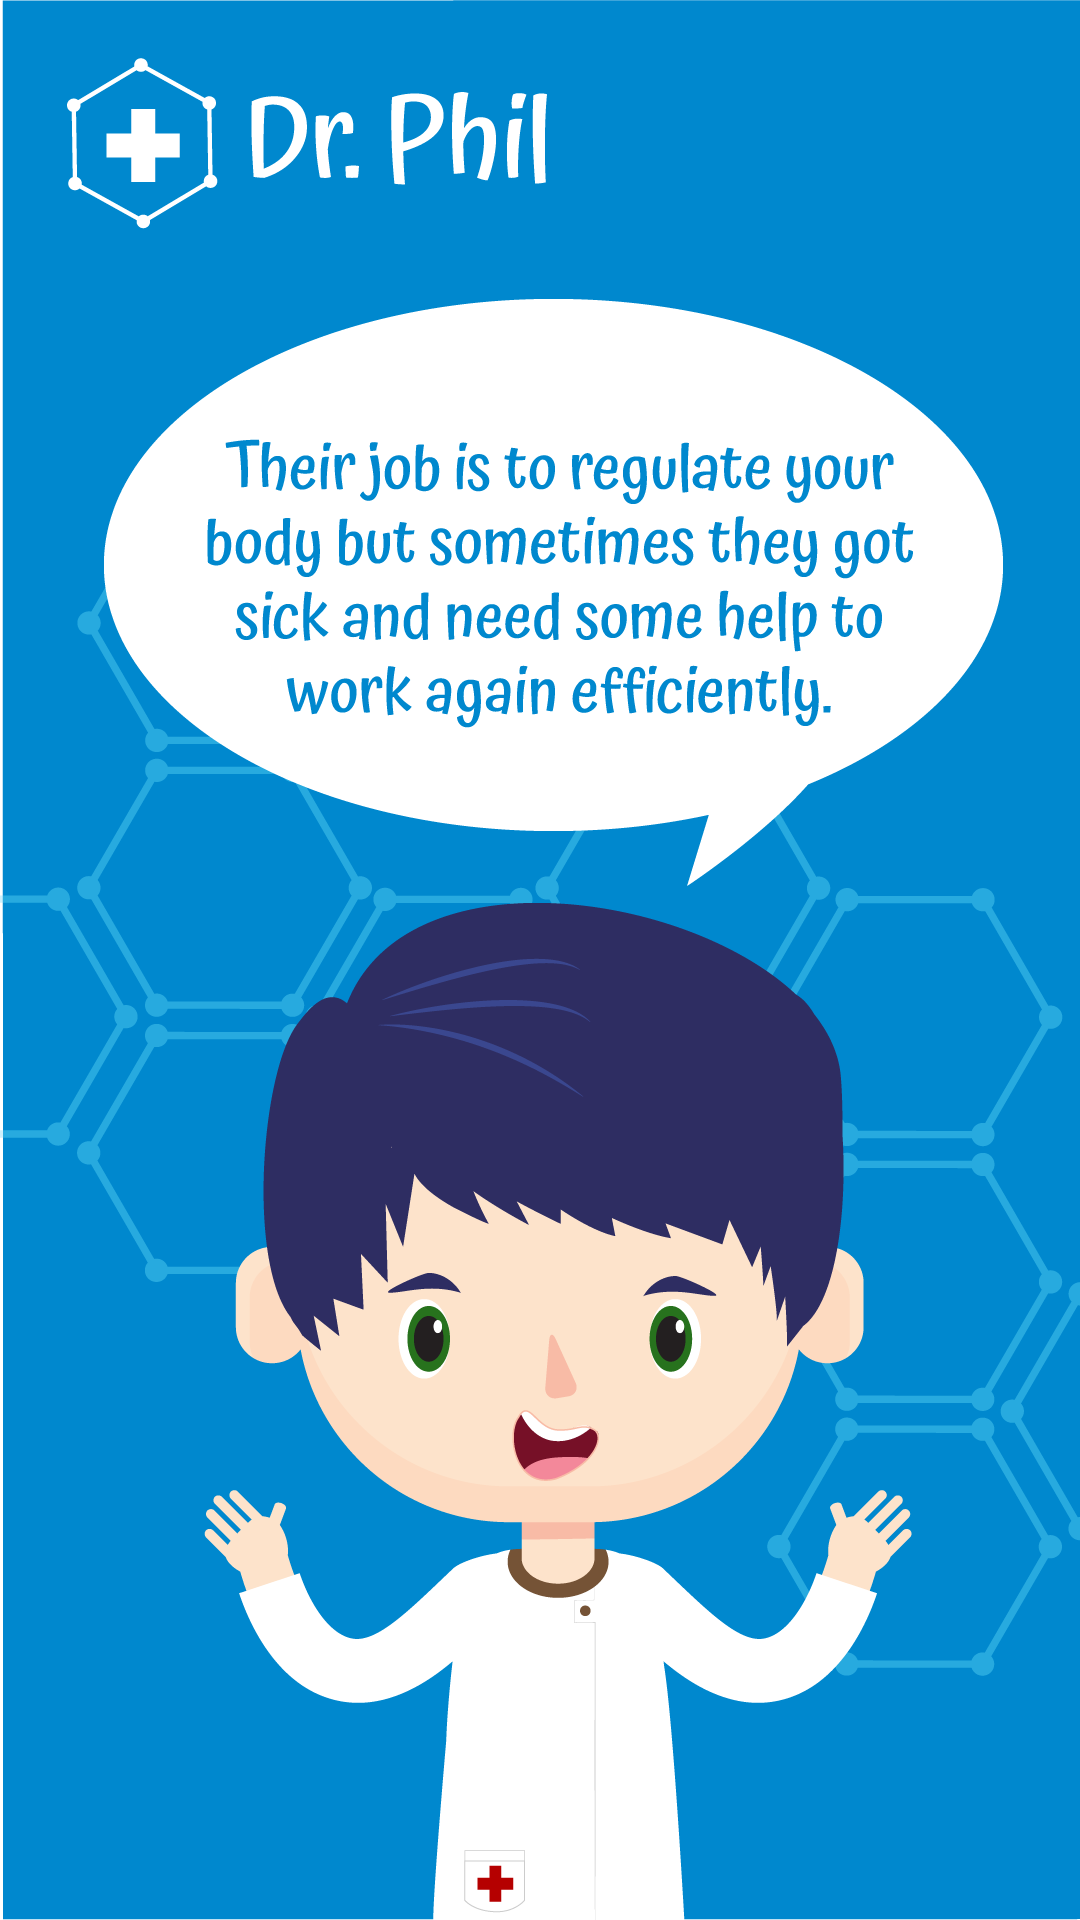 Dr. Phil
Their job is to regulate your
body but sometimes they got
sick and need some help to
work again efficiently.